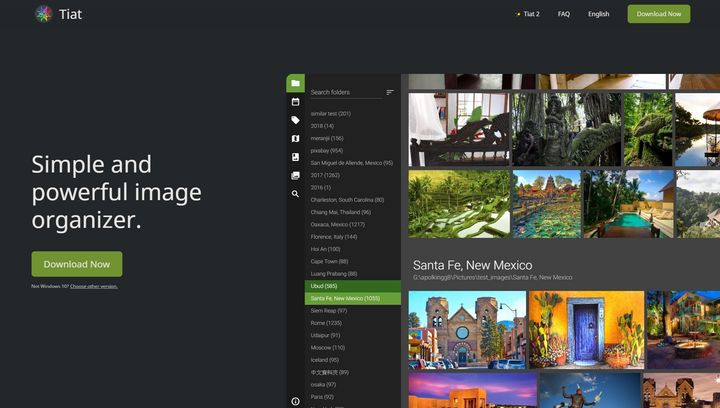 Tiat
Tiat 2
FAQ
English
Download Now
Simple and
powerful image
organizer.
Download Now
Not Windows 10? Choose other version.
Search folders
similar test (201)
2018 (14)
meranji (156)
pixabay (954)
San Miguel de Allende, Mexico (95)
2017 (1262)
2016 (1)
Charleston, South Carolina (80)
Chiang Mai, Thailand (96)
Oaxaca, Mexico (1217)
Florence, Italy (144)
Hoi An (100)
Cape Town (88)
Luang Prabang (88)
Ubud (585)
Santa Fe, New Mexico (1055)
Siem Reap (97)
Rome (1235)
Udaipur (91)
Moscow (110)
Iceland (95)
中文資料夾 (89)
osaka (97)
Paris (92)
Santa Fe, New Mexico
G:\apolkingg8\Pictures\test_images\Santa Fe, New Mexico